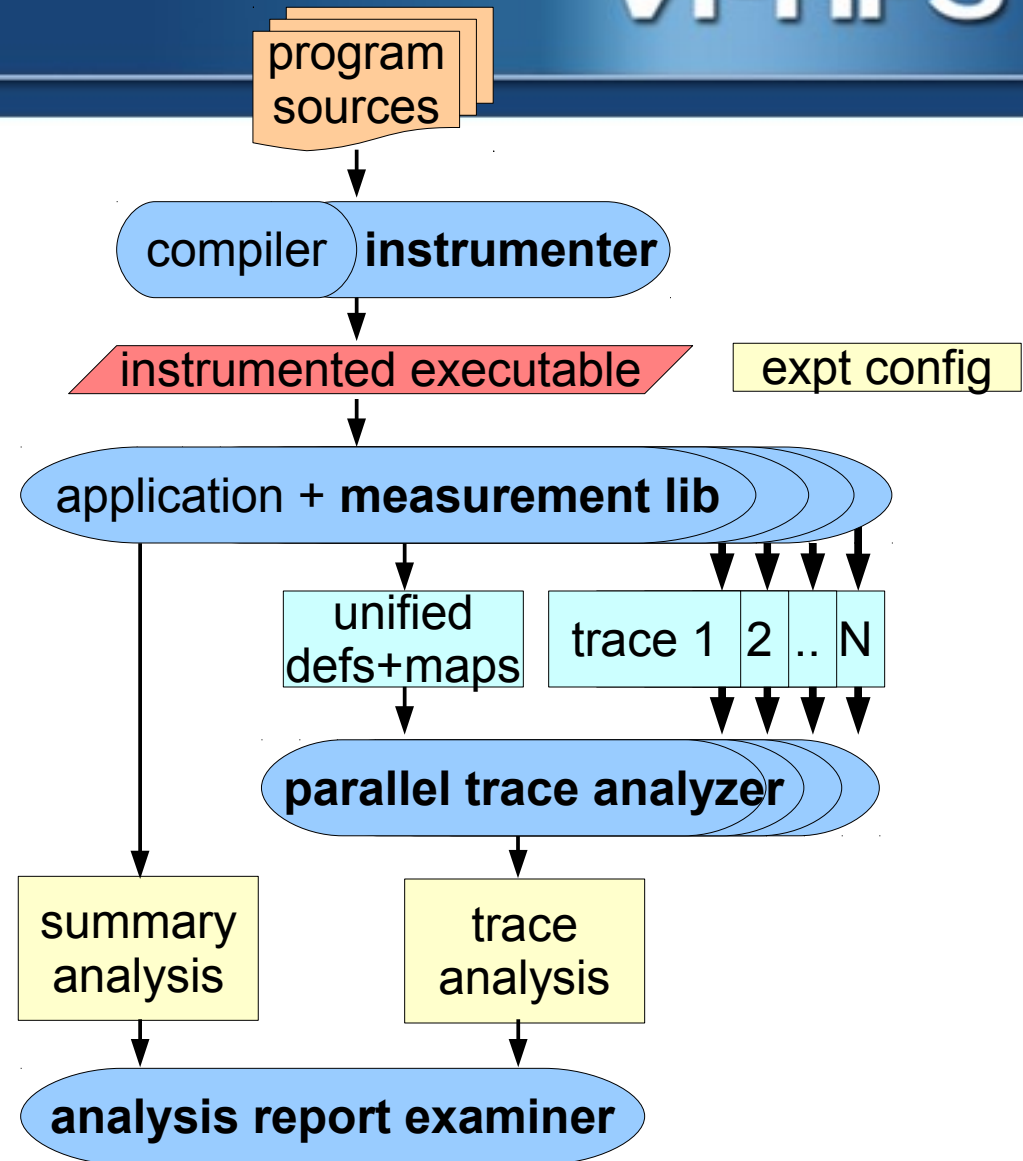 program
sources
compiler instrumenter
instrumented executable
expt config
application + measurement lib
unified
defs+maps
trace 1 2 .. N
parallel trace analyzer
summary
analysis
trace
analysis
analysis report examiner